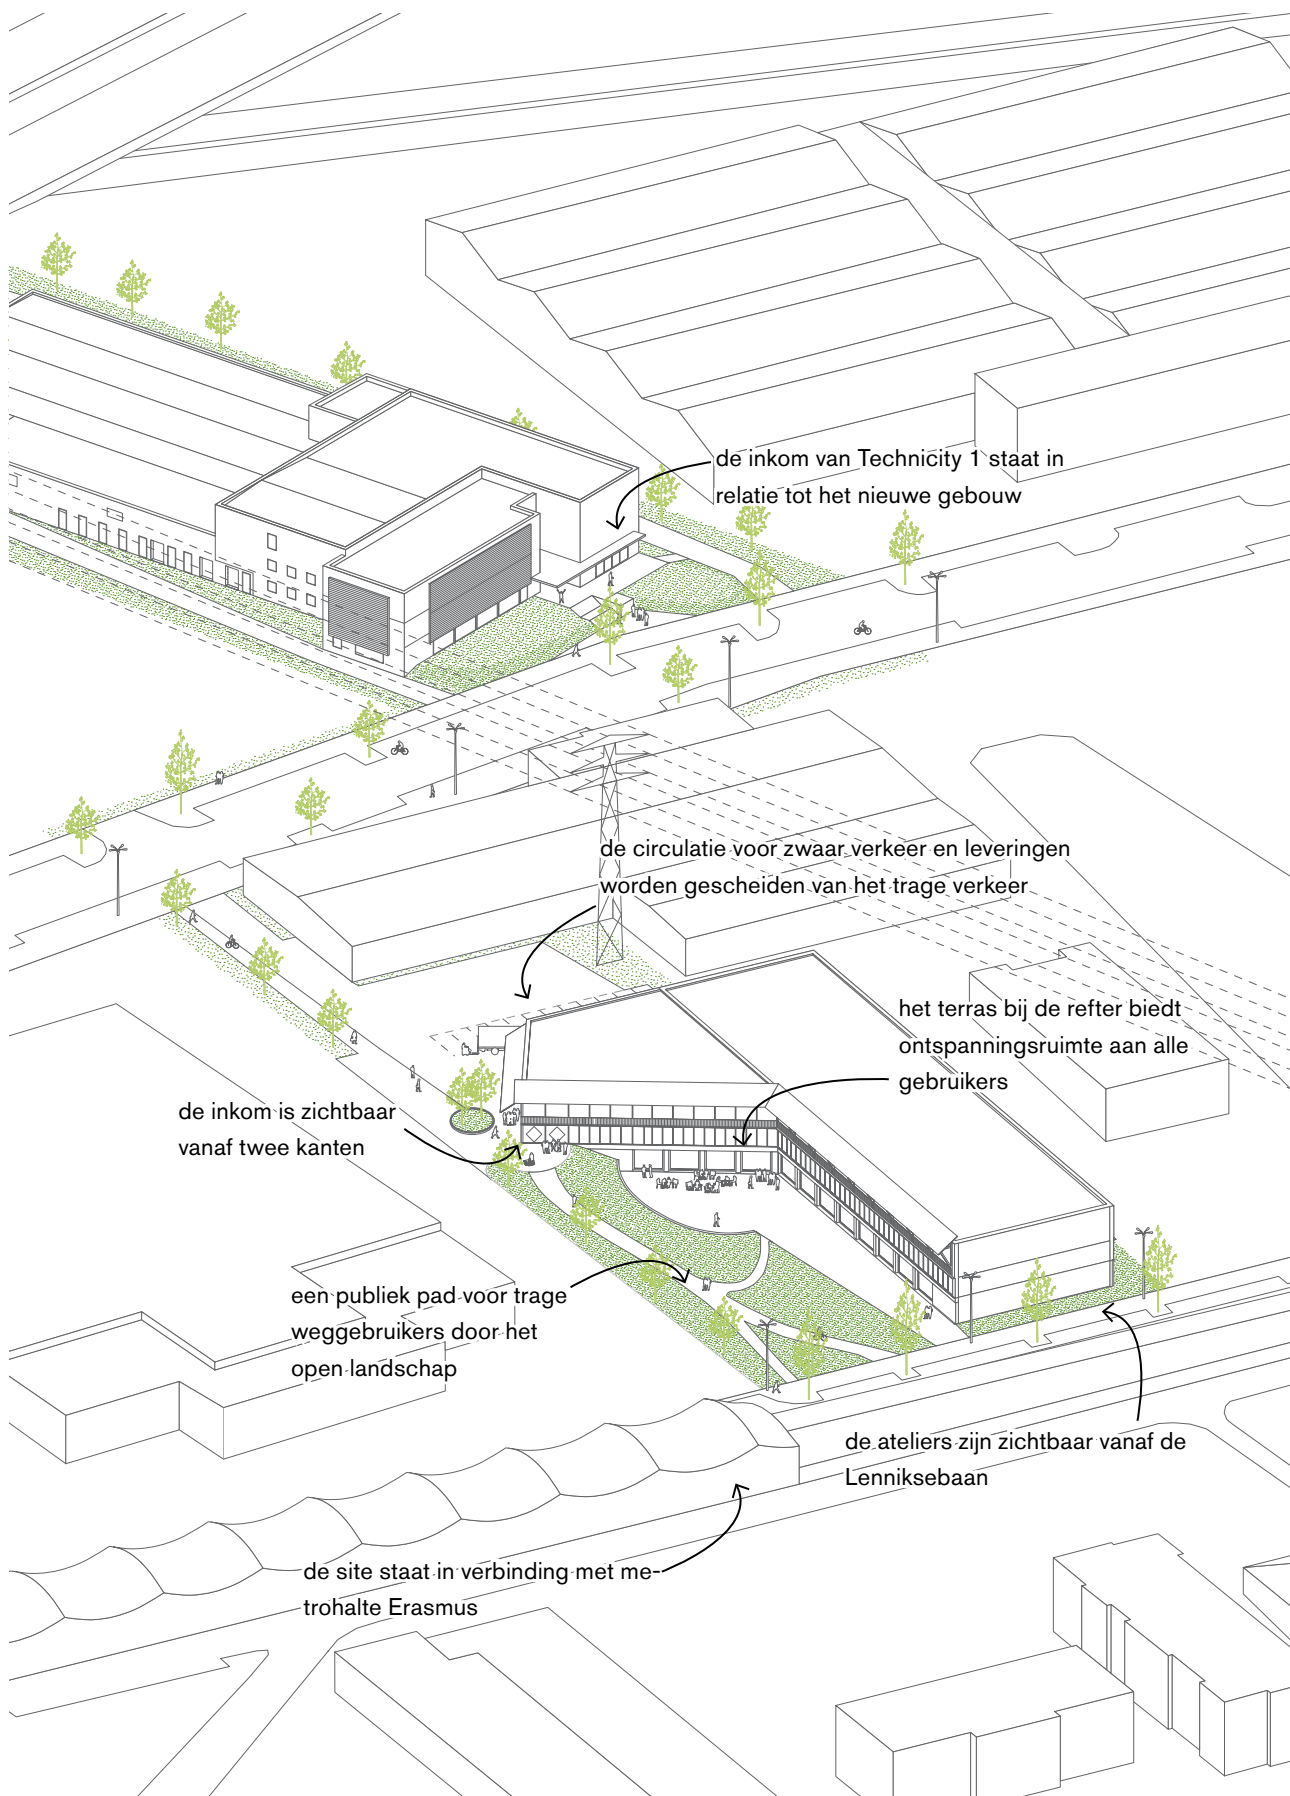 de inkom van Technicity 1 staat in
relatie tot het nieuwe gebouw
de circulatie voor zwaar verkeer en leveringen
worden gescheiden van het trage verkeer
het terras bij de refter biedt
ontspanningsruimte aan alle
gebruikers
de inkom is zichtbaar
vanaf twee kanten
een publiek pad voor trage
weggebruikers door het
open landschap
de ateliers zijn zichtbaar vanaf de
Lenniksebaan
de site staat in verbinding met me-
trohalte Erasmus